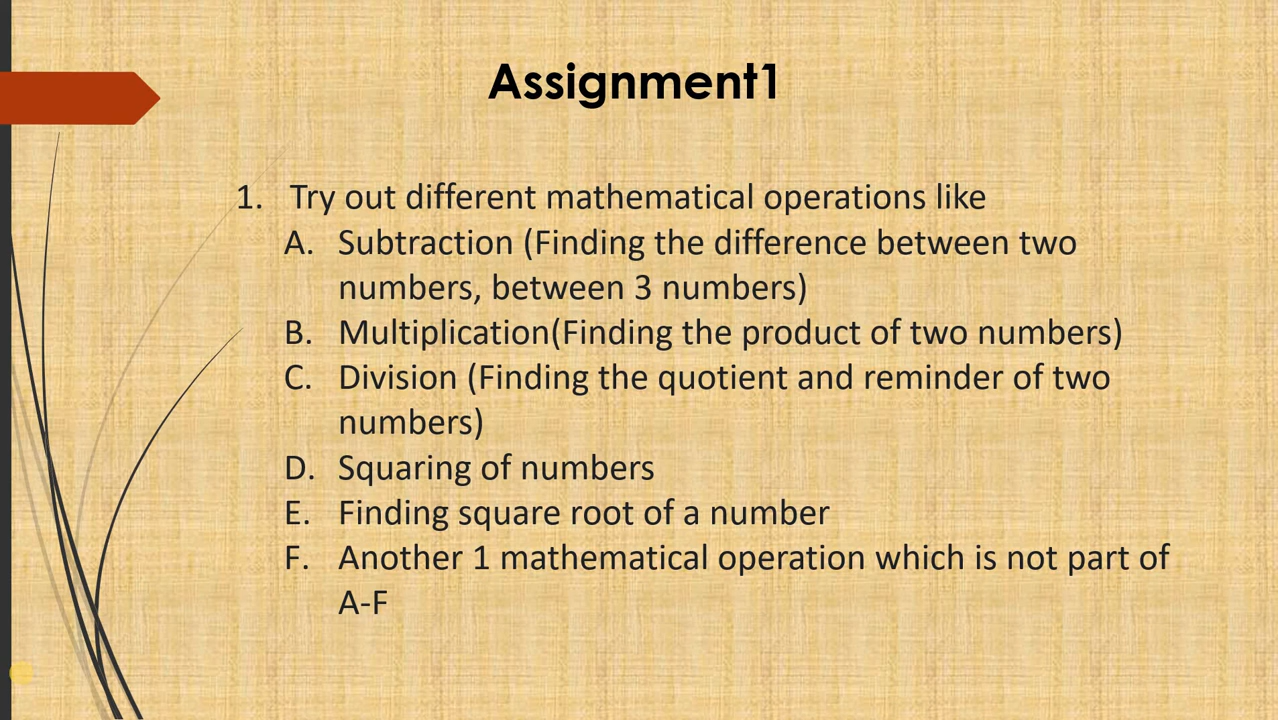 Assignment1
1. Try out different mathematical operations like
A. Subtraction (Finding the difference between two
numbers, between 3 numbers)
B. Multiplication(Finding the product of two numbers)
C. Division (Finding the quotient and reminder of two
numbers)
D. Squaring of numbers
E. Finding square root of a number
F. Another 1 mathematical operation which is not part of
A-F